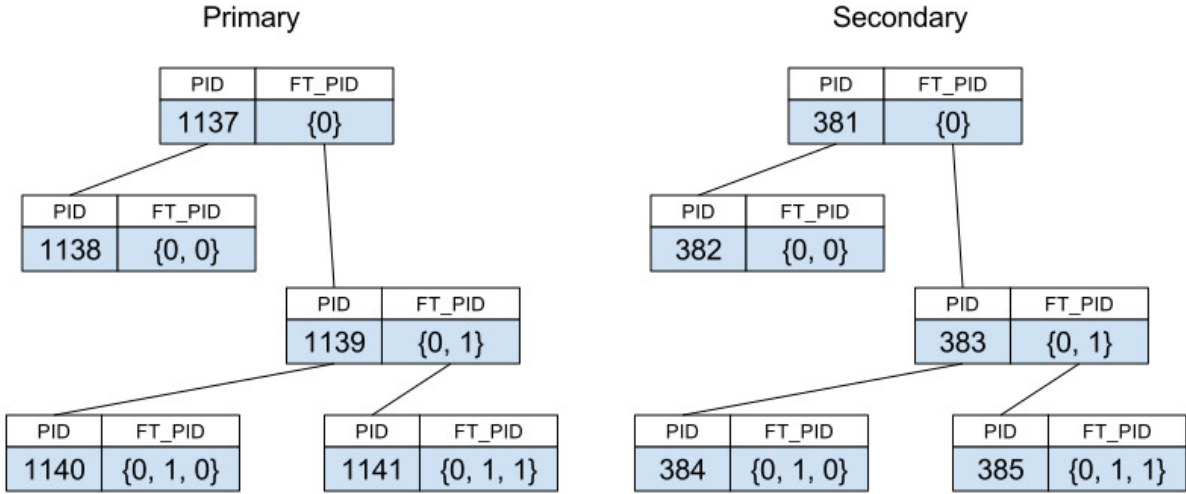 Primary
Secondary
PID FT_PID
1137 {0}
PID FT_PID
381 {0}
PID FT_PID
1138 {0, 0}
PID FT_PID
382 {0, 0}
PID FT_PID
1139 {0, 1}
PID FT_PID
383 {0, 1}
PID FT_PID
1140 {0, 1, 0}
PID FT_PID
1141 {0, 1, 1}
PID FT_PID
384 {0, 1, 0}
PID FT_PID
385 {0, 1, 1}